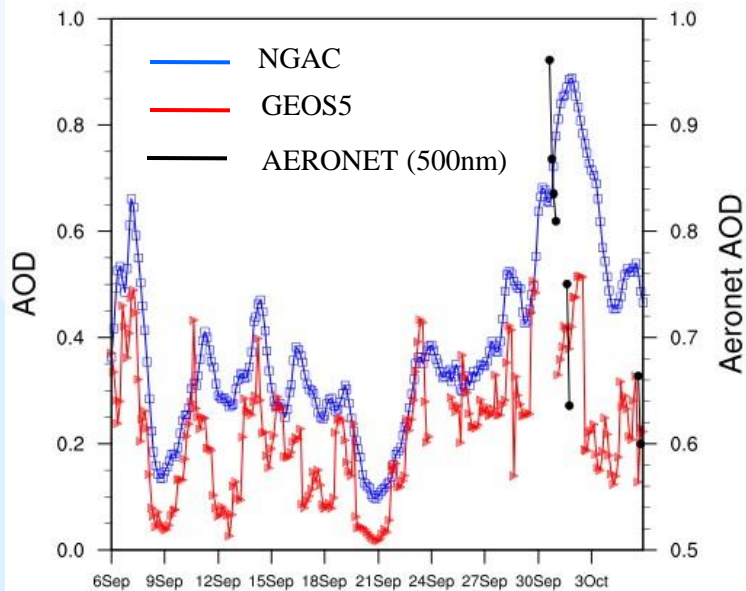 1.0
0.8
0.6
0.4
0.2
0.0
AOD
NGAC
GEOS5
AERONET (500nm)
1.0
0.9
0.8
0.7
0.6
0.5
Aeronet AOD
6Sep 9Sep 12Sep 15Sep 18Sep 21Sep 24Sep 27Sep 30Sep 3Oct